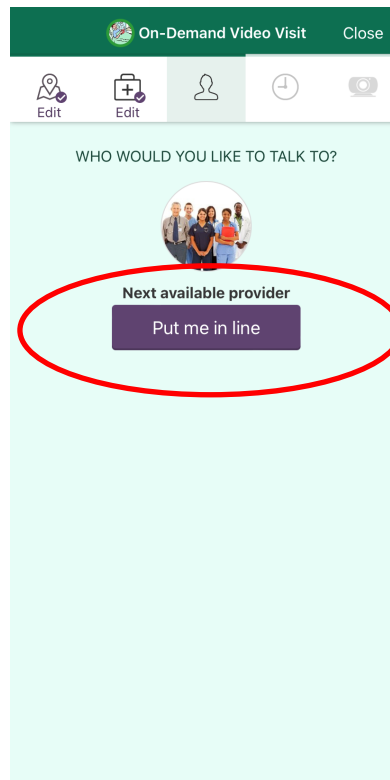 On-Demand Video Visit Close
Edit Edit
WHO WOULD YOU LIKE TO TALK TO?
Next available provider
Put me in line